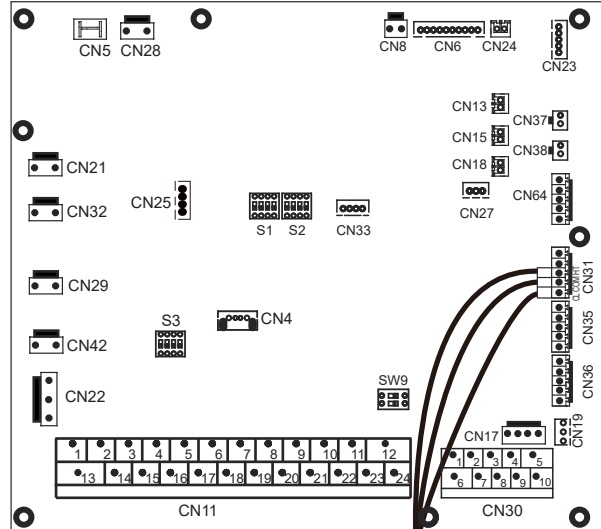 CN5
CN28
CN8
CN6
CN24
CN23
CN13
CN37
CN15
CN38
CN18
CN21
CN32
CN25
S1
S2
CN33
CN27
CN64
CN29
CN4
CN31
CL COM HT
CN35
S3
CN42
CN36
CN22
SW9
CN17
CN19
1 2 3 4 5 6 7 8 9 10 11 12
13 14 15 16 17 18 19 20 21 22 23 24
CN11
1 2 3 4 5
6 7 8 9 10
CN30